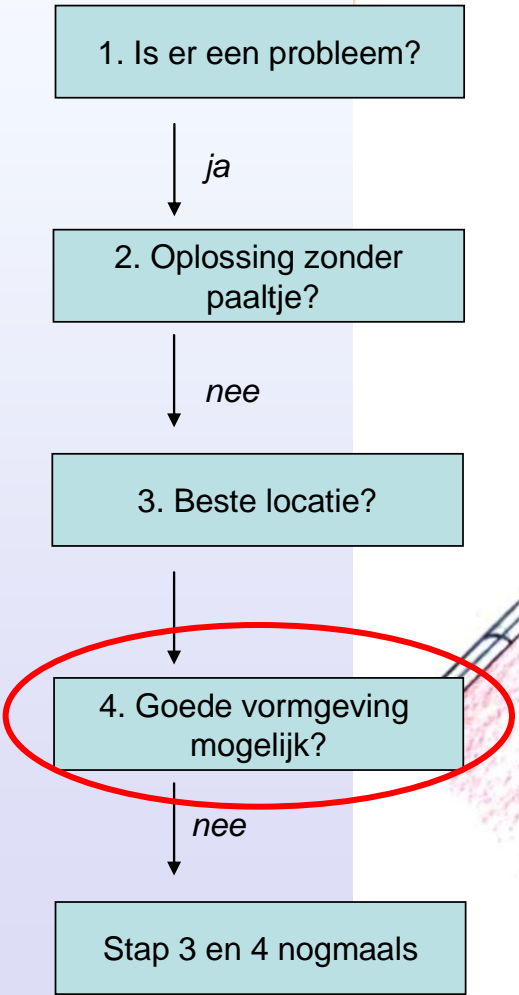 1. Is er een probleem?
ja
2. Oplossing zonder
paaltje?
nee
3. Beste locatie?
4. Goede vormgeving
mogelijk?
nee
Stap 3 en 4 nogmaals